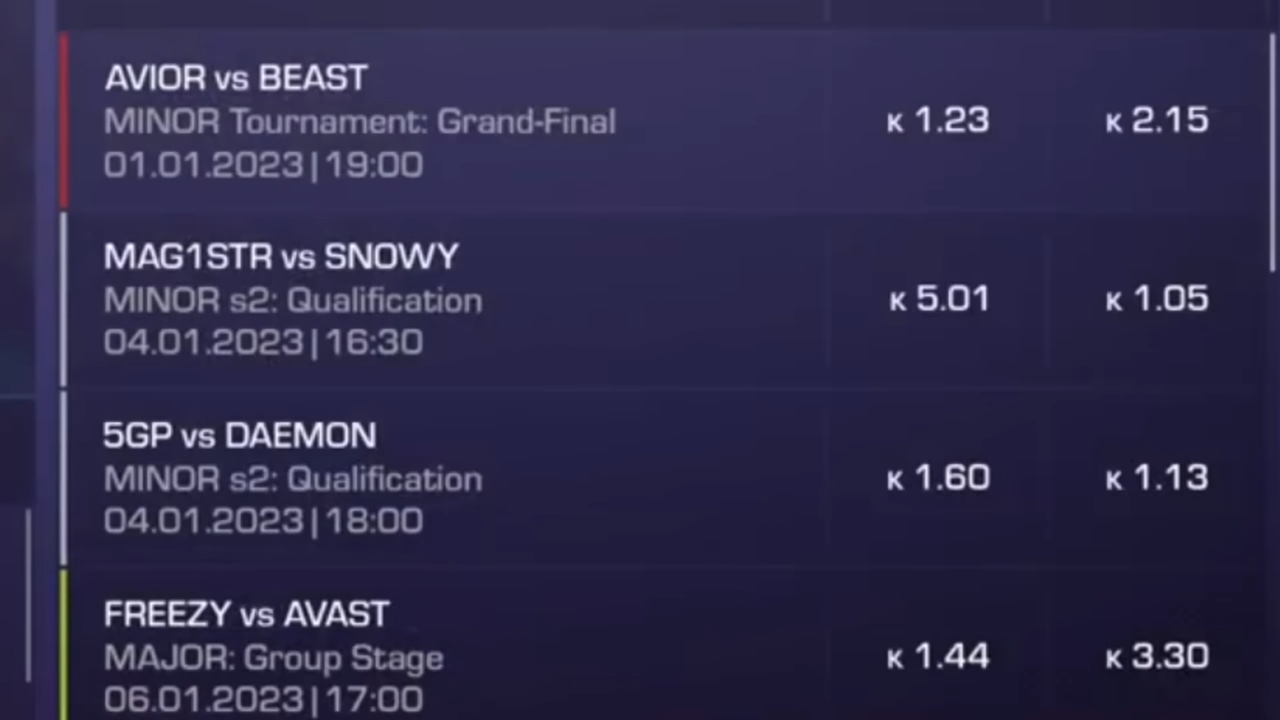 AVIOR vs BEAST
MINOR Tournament: Grand-Final
01.01.2023 | 19:00
к 1.23
к 2.15
MAG1STR vs SNOWY
MINOR s2: Qualification
04.01.2023 | 16:30
к 5.01
к 1.05
5GP vs DAEMON
MINOR s2: Qualification
04.01.2023 | 18:00
к 1.60
к 1.13
FREEZY vs AVAST
MAJOR: Group Stage
06.01.2023 | 17:00
к 1.44
к 3.30